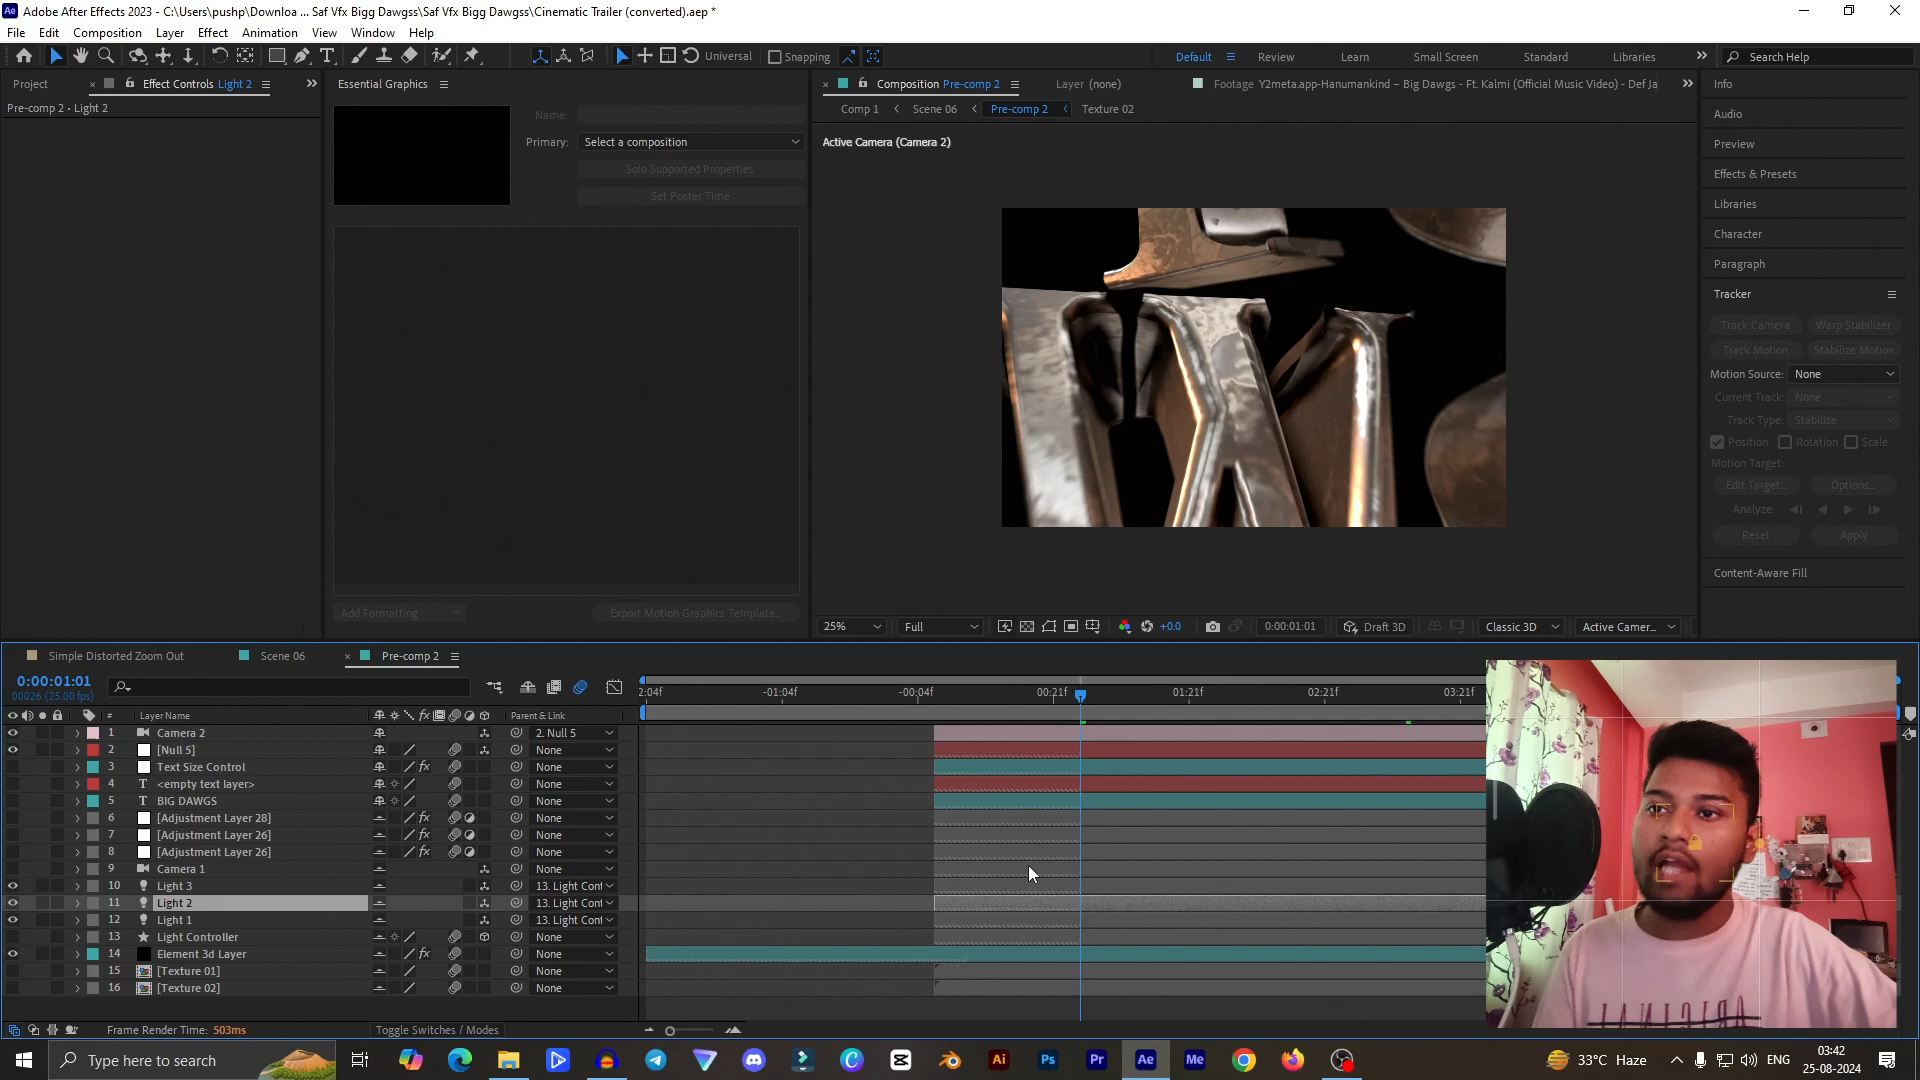 Adobe After Effects 2023 - C:\Users\pushp\Downloa ... Saf Vfx Bigg Dawgss\Saf Vfx Bigg Dawgss\Cinematic Trailer (converted).aep *
File Edit Composition Layer Effect Animation View Window Help
Universal Snapping Default Review Learn Small Screen Standard Libraries Search Help
Project Effect Controls Light 2 Essential Graphics Composition Pre-comp 2 Layer (none) Footage Y2meta.app-Hanumankind – Big Dawgs - Ft. Kalmi (Official Music Video) - Def Ja Info
Pre-comp 2 • Light 2 Name: Comp 1 Scene 06 Pre-comp 2 Texture 02 Audio
Primary: Select a composition Active Camera (Camera 2) Preview
Solo Supported Properties Effects & Presets
Set Poster Time Libraries
Character
Paragraph
Tracker
Track Camera Warp Stabilizer
Track Motion Stabilize Motion
Motion Source: None
Current Track: None
Track Type: Stabilize
Position Rotation Scale
Motion Target:
Edit Target... Options...
Analyze:
Reset Apply
Content-Aware Fill
Add Formatting Export Motion Graphics Template...
25% Full +0.0 0:00:01:01 Draft 3D Classic 3D Active Camer...
Simple Distorted Zoom Out Scene 06 Pre-comp 2
0:00:01:01
00026 (25.00 fps) 2:04f -01:04f -00:04f 00:21f 01:21f 02:21f 03:21f
# Layer Name Parent & Link
1 Camera 2 2. Null 5
2 [Null 5] None
3 Text Size Control None
4 T <empty text layer> None
5 T BIG DAWGS None
6 [Adjustment Layer 28] None
7 [Adjustment Layer 26] None
8 [Adjustment Layer 26] None
9 Camera 1 None
10 Light 3 13. Light Cont
11 Light 2 13. Light Cont
12 Light 1 13. Light Cont
13 Light Controller None
14 Element 3d Layer None
15 [Texture 01] None
16 [Texture 02] None
Frame Render Time: 503ms Toggle Switches / Modes
Type here to search 33°C Haze ENG 03:42
25-08-2024